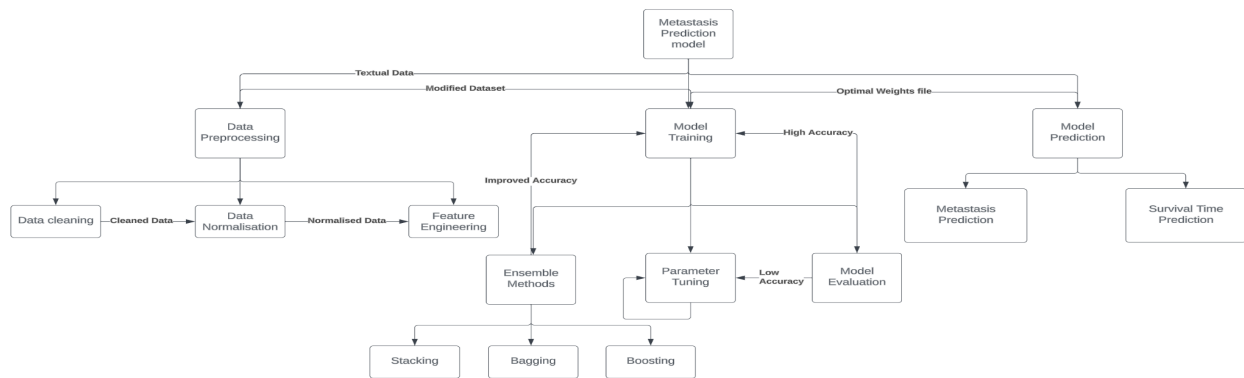 Metastasis
Prediction
model
Textual Data
Modified Dataset
Optimal Weights file
Data
Preprocessing
Model
Training
High Accuracy
Model
Prediction
Improved Accuracy
Data cleaning
Cleaned Data
Data
Normalisation
Normalised Data
Feature
Engineering
Metastasis
Prediction
Survival Time
Prediction
Ensemble
Methods
Parameter
Tuning
Low
Accuracy
Model
Evaluation
Stacking
Bagging
Boosting